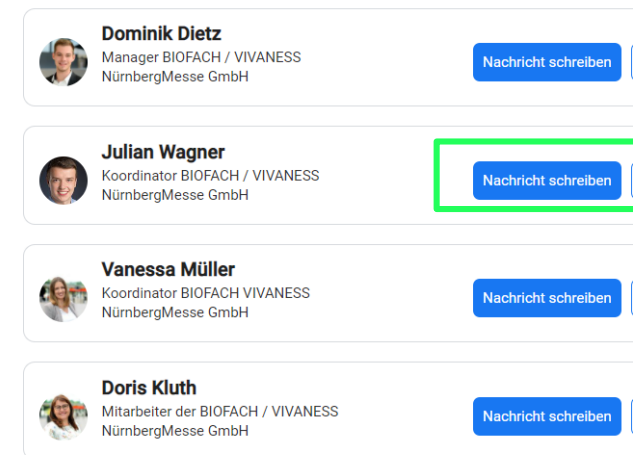 Dominik Dietz
Manager BIOFACH / VIVANESS
NürnbergMesse GmbH
Nachricht schreiben
Julian Wagner
Koordinator BIOFACH / VIVANESS
NürnbergMesse GmbH
Nachricht schreiben
Vanessa Müller
Koordinator BIOFACH VIVANESS
NürnbergMesse GmbH
Nachricht schreiben
Doris Kluth
Mitarbeiter der BIOFACH / VIVANESS
NürnbergMesse GmbH
Nachricht schreiben